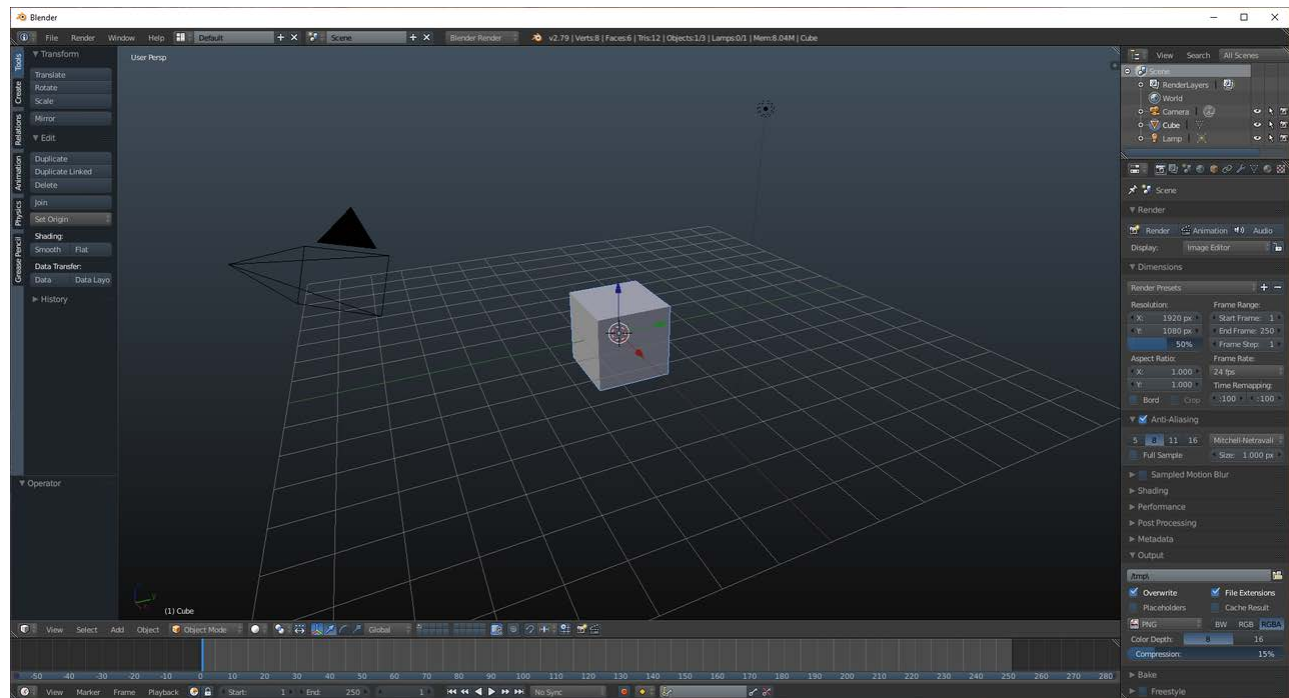 Blender
File Render Window Help Default Scene Blender Render v2.79 | Verts:8 | Faces:6 | Tris:12 | Objects:1/3 | Lamps:0/1 | Mem:8.04M | Cube
Tools
Create
Relations
Animation
Physics
Grease Pencil
Transform
Translate
Rotate
Scale
Mirror
Edit
Duplicate
Duplicate Linked
Delete
Join
Set Origin
Shading:
Smooth Flat
Data Transfer:
Data Data Layo
History
Operator
User Persp
(1) Cube
View Select Add Object Object Mode Global
-50 -40 -30 -20 -10 0 10 20 30 40 50 60 70 80 90 100 110 120 130 140 150 160 170 180 190 200 210 220 230 240 250 260 270 280
View Marker Frame Playback Start: 1 End: 250 1 No Sync
View Search All Scenes
Scene
RenderLayers
World
Camera
Cube
Lamp
Scene
Render
Render Animation Audio
Display: Image Editor
Dimensions
Render Presets
Resolution: Frame Range:
X: 1920 px Start Frame: 1
Y: 1080 px End Frame: 250
50% Frame Step: 1
Aspect Ratio: Frame Rate:
X: 1.000 24 fps
Y: 1.000 Time Remapping:
Bord Crop :100 :100
Anti-Aliasing
5 8 11 16 Mitchell-Netravali
Full Sample Size: 1.000 px
Sampled Motion Blur
Shading
Performance
Post Processing
Metadata
Output
/tmp\
Overwrite File Extensions
Placeholders Cache Result
PNG BW RGB RGBA
Color Depth: 8 16
Compression: 15%
Bake
Freestyle